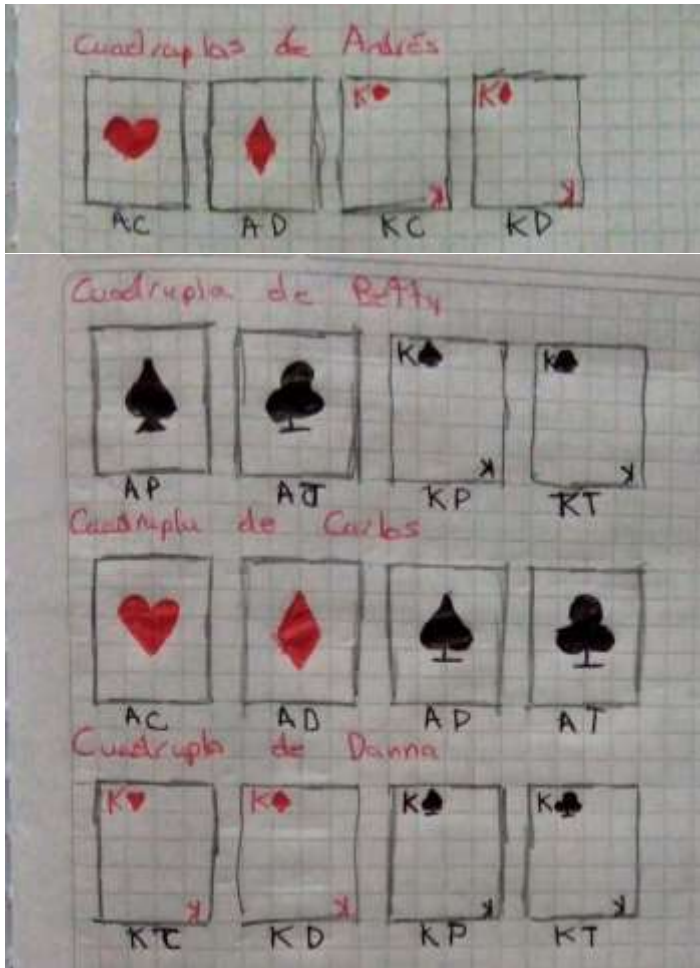 Cuadruplas de Andrés
K K
K K
AC AD KC KD
Cuadrupla de Betty
K K
K K
AP AT KP KT
Cuadrupla de Carlos
AC AD AP AT
Cuadrupla de Danna
K K K K
K K K K
KC KD KP KT